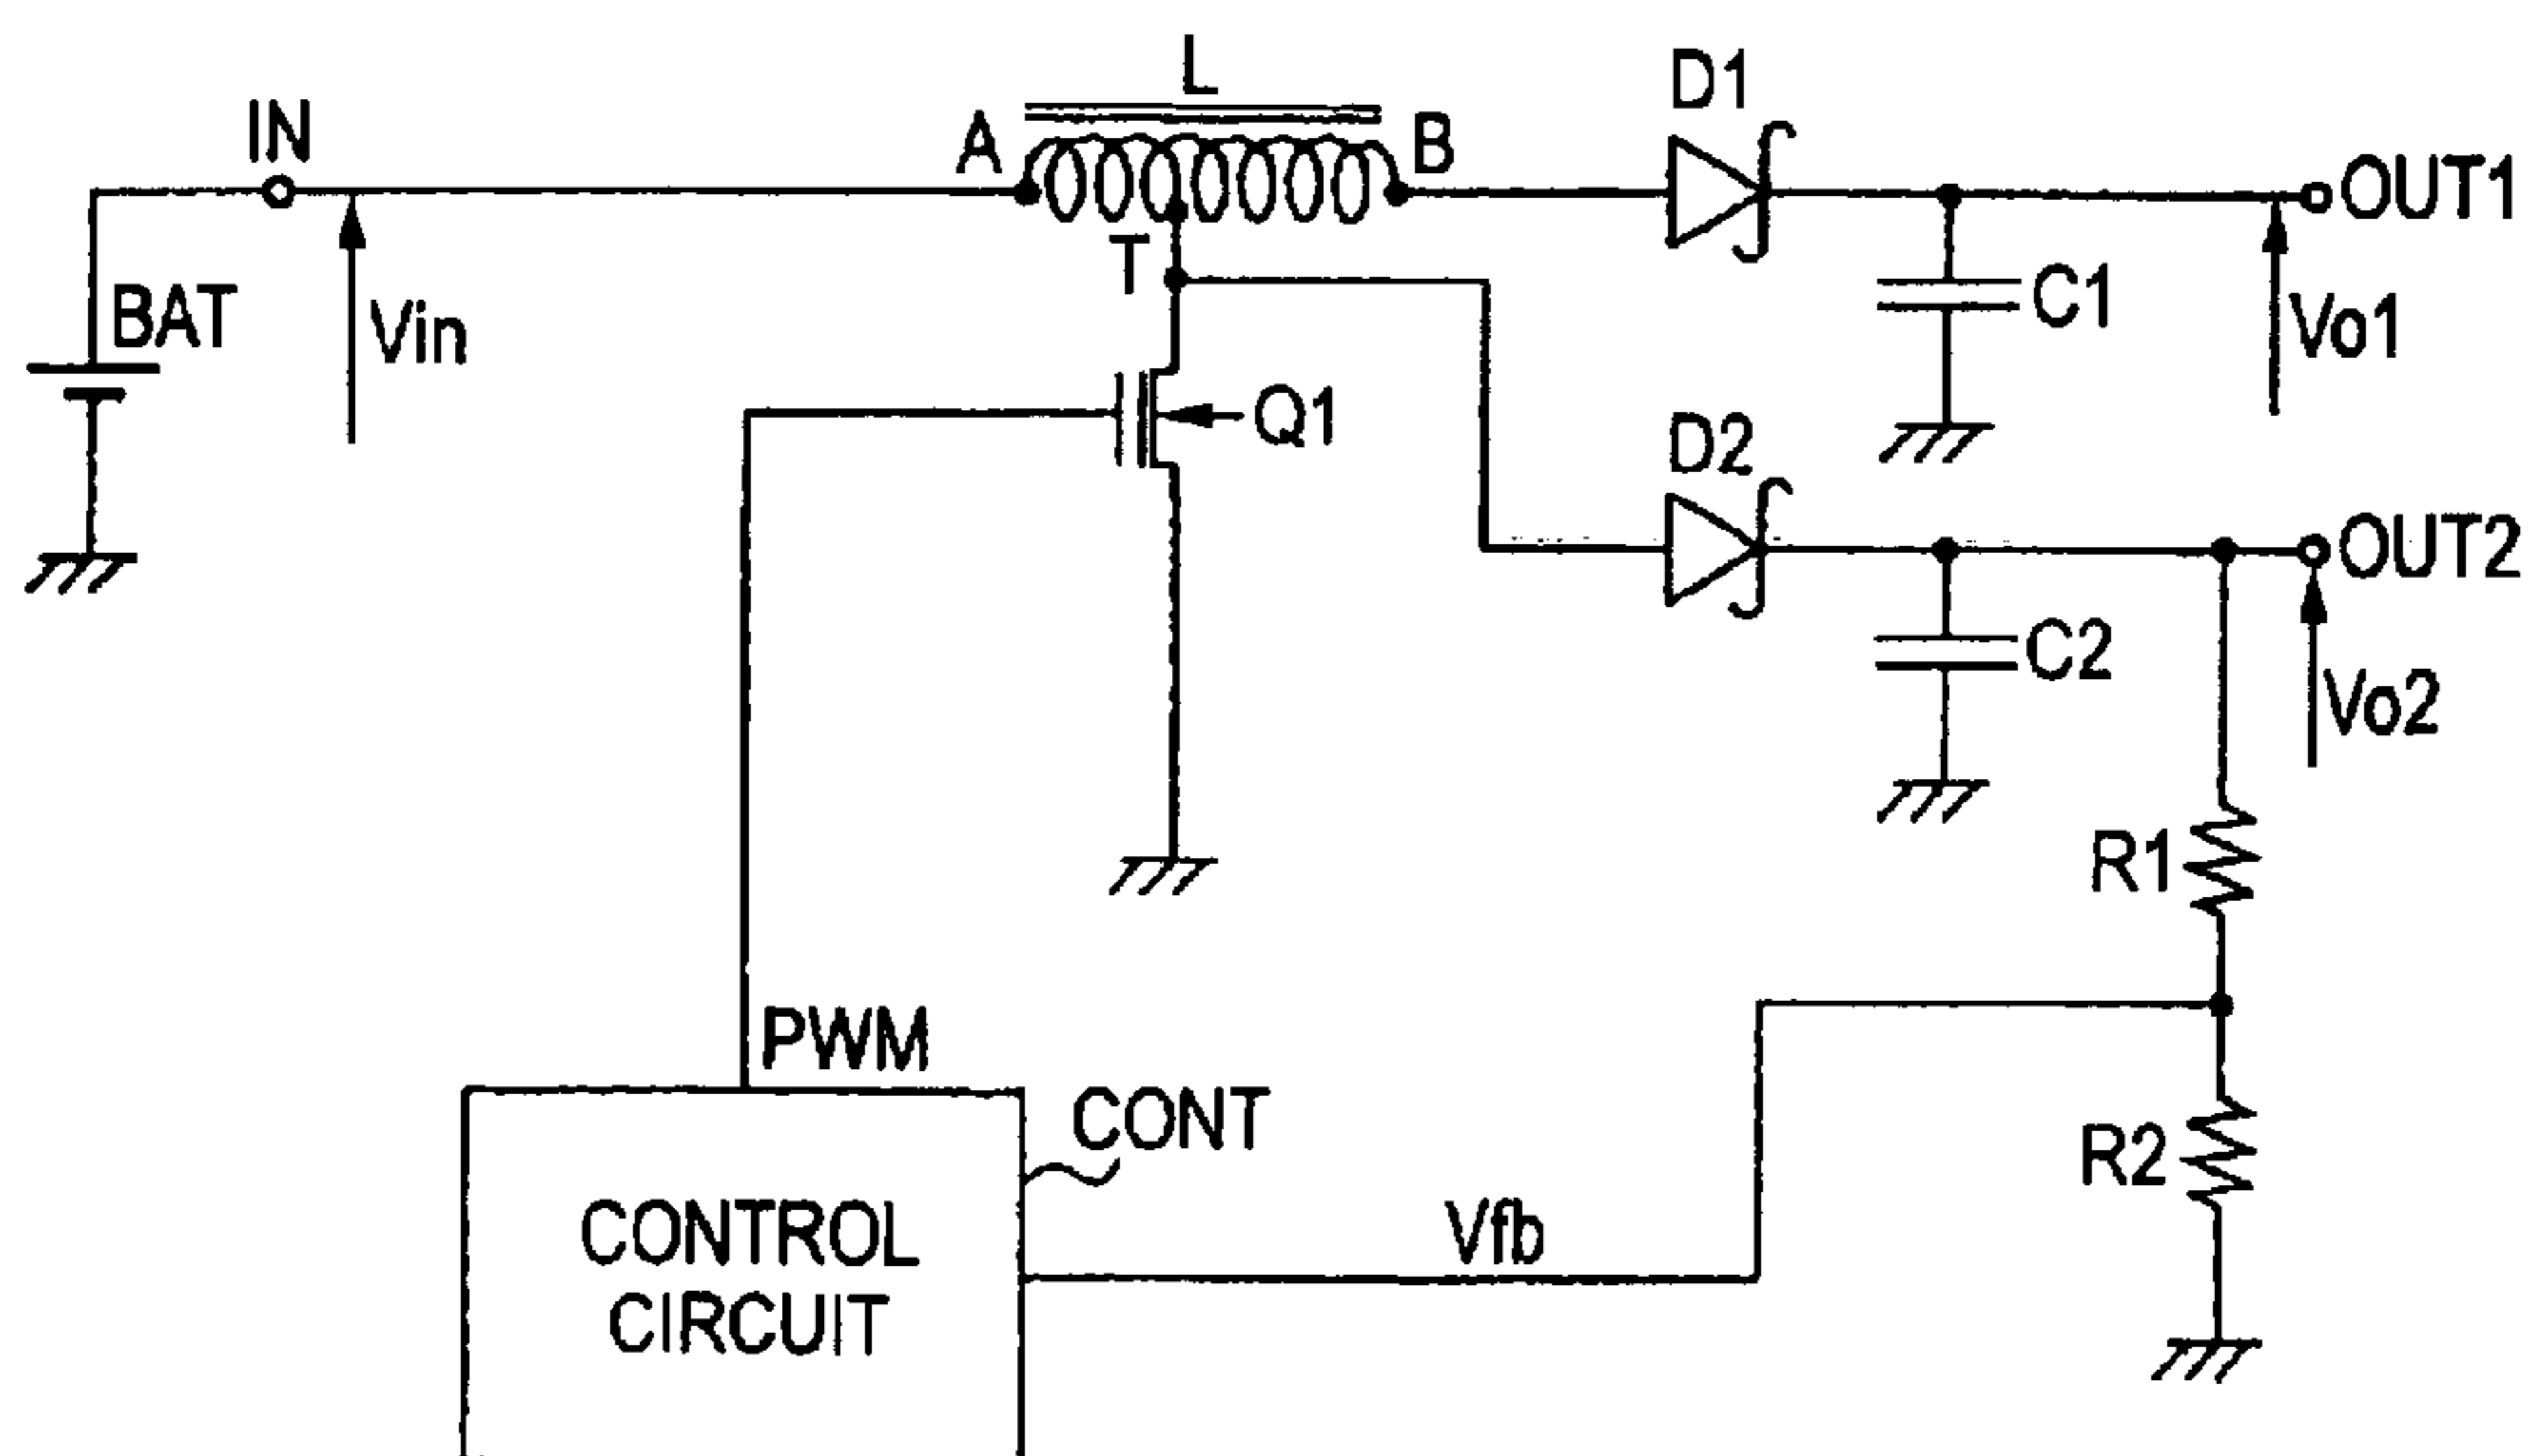 L
D1
IN
A
B
OUT1
T
BAT
Vin
C1
Vo1
Q1
D2
OUT2
C2
Vo2
R1
PWM
CONT
R2
CONTROL
CIRCUIT
Vfb